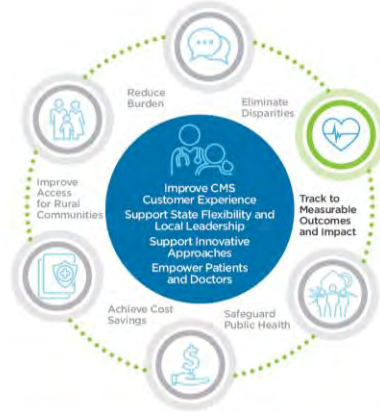 Reduce
Burden
Eliminate
Disparities
Improve
Access
for Rural
Communities
Improve CMS
Customer Experience
Support State Flexibility and
Local Leadership
Support Innovative
Approaches
Empower Patients
and Doctors
Track to
Measurable
Outcomes
and Impact
Achieve Cost
Savings
Safeguard
Public Health